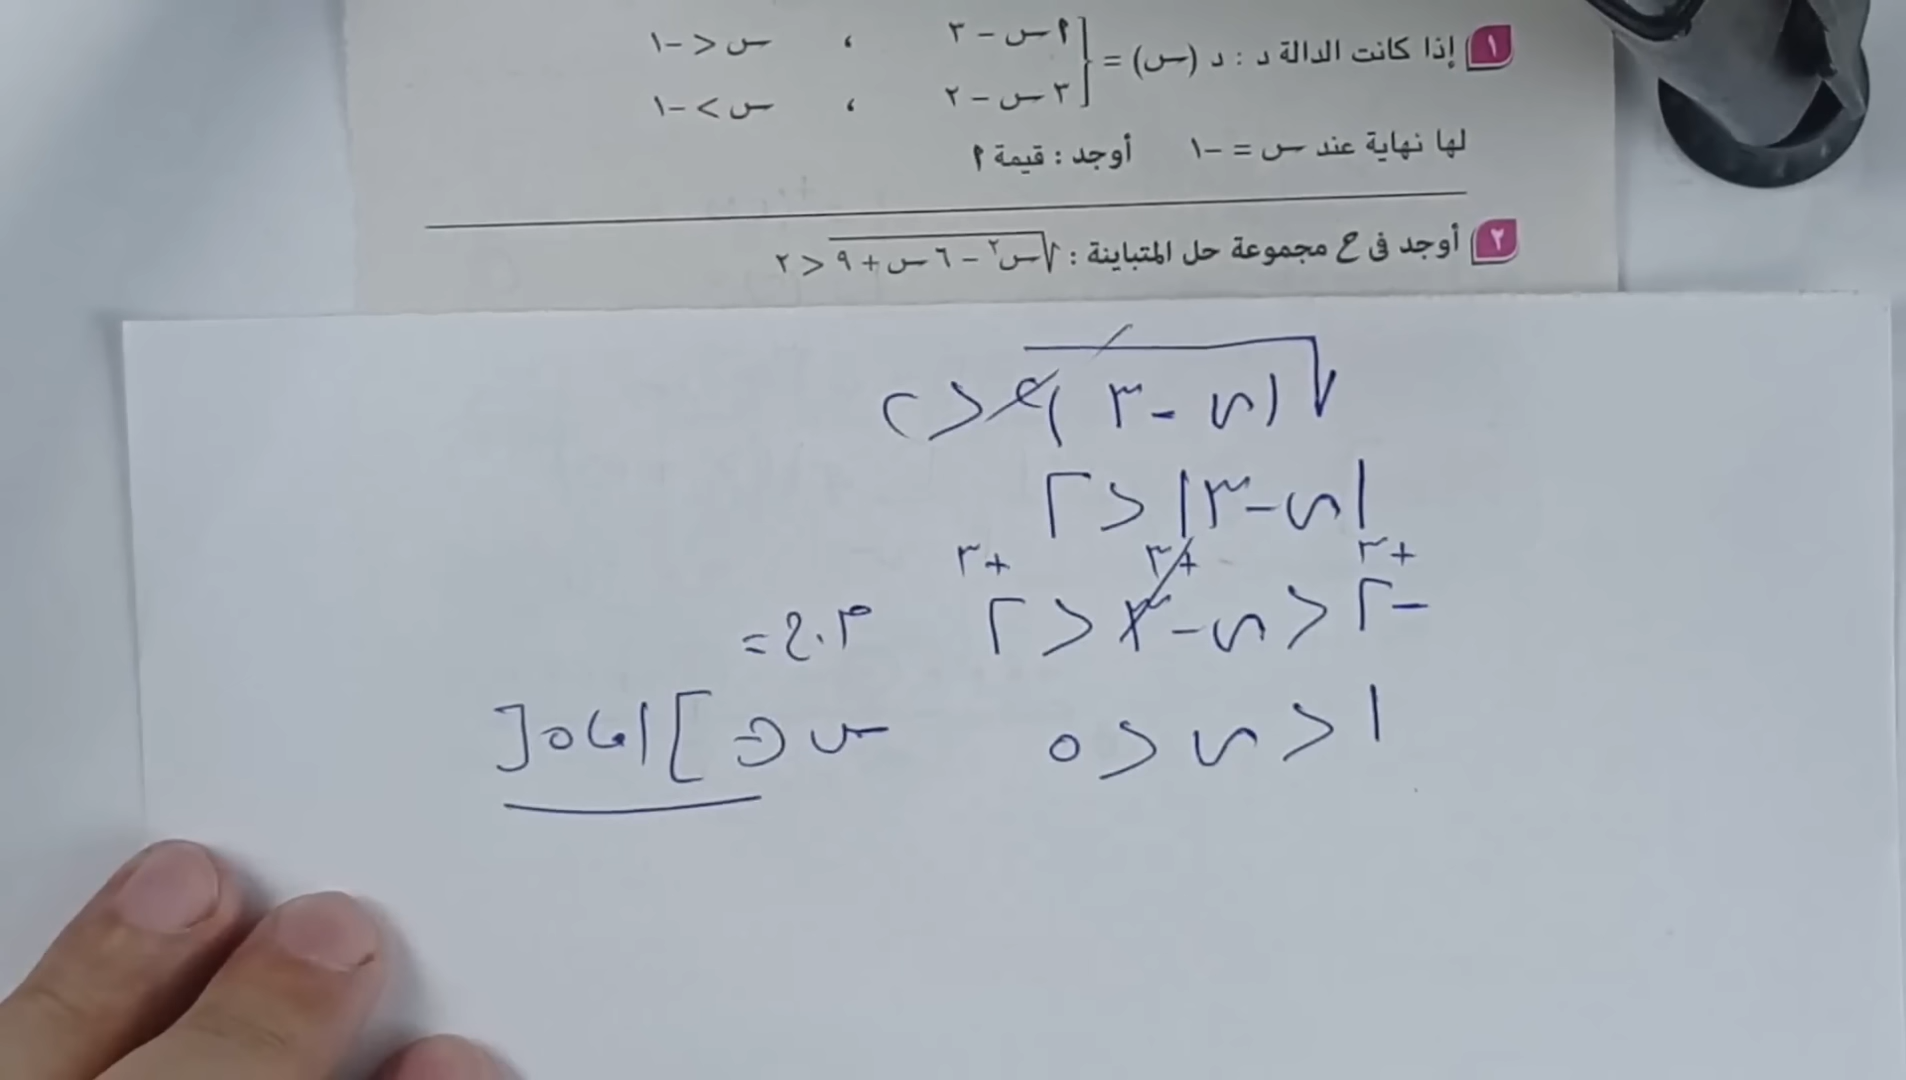 ١ إذا كانت الدالة د : د (س) = { ٢س – ٣ ، س < –١
٣ س – ٢ ، س > –١
لها نهاية عند س = –١ أوجد : قيمة ٢
٢ أوجد فى ح مجموعة حل المتباينة : √س٢ – ٦ س + ٩ < ٢
√(س - ٣)٢ < ٢
|س - ٣| < ٢
+٣ +٣ +٣
-٢ < س - ٣ < ٢ م.ح =
١ < س < ٥ س ∈ ]١،٥[